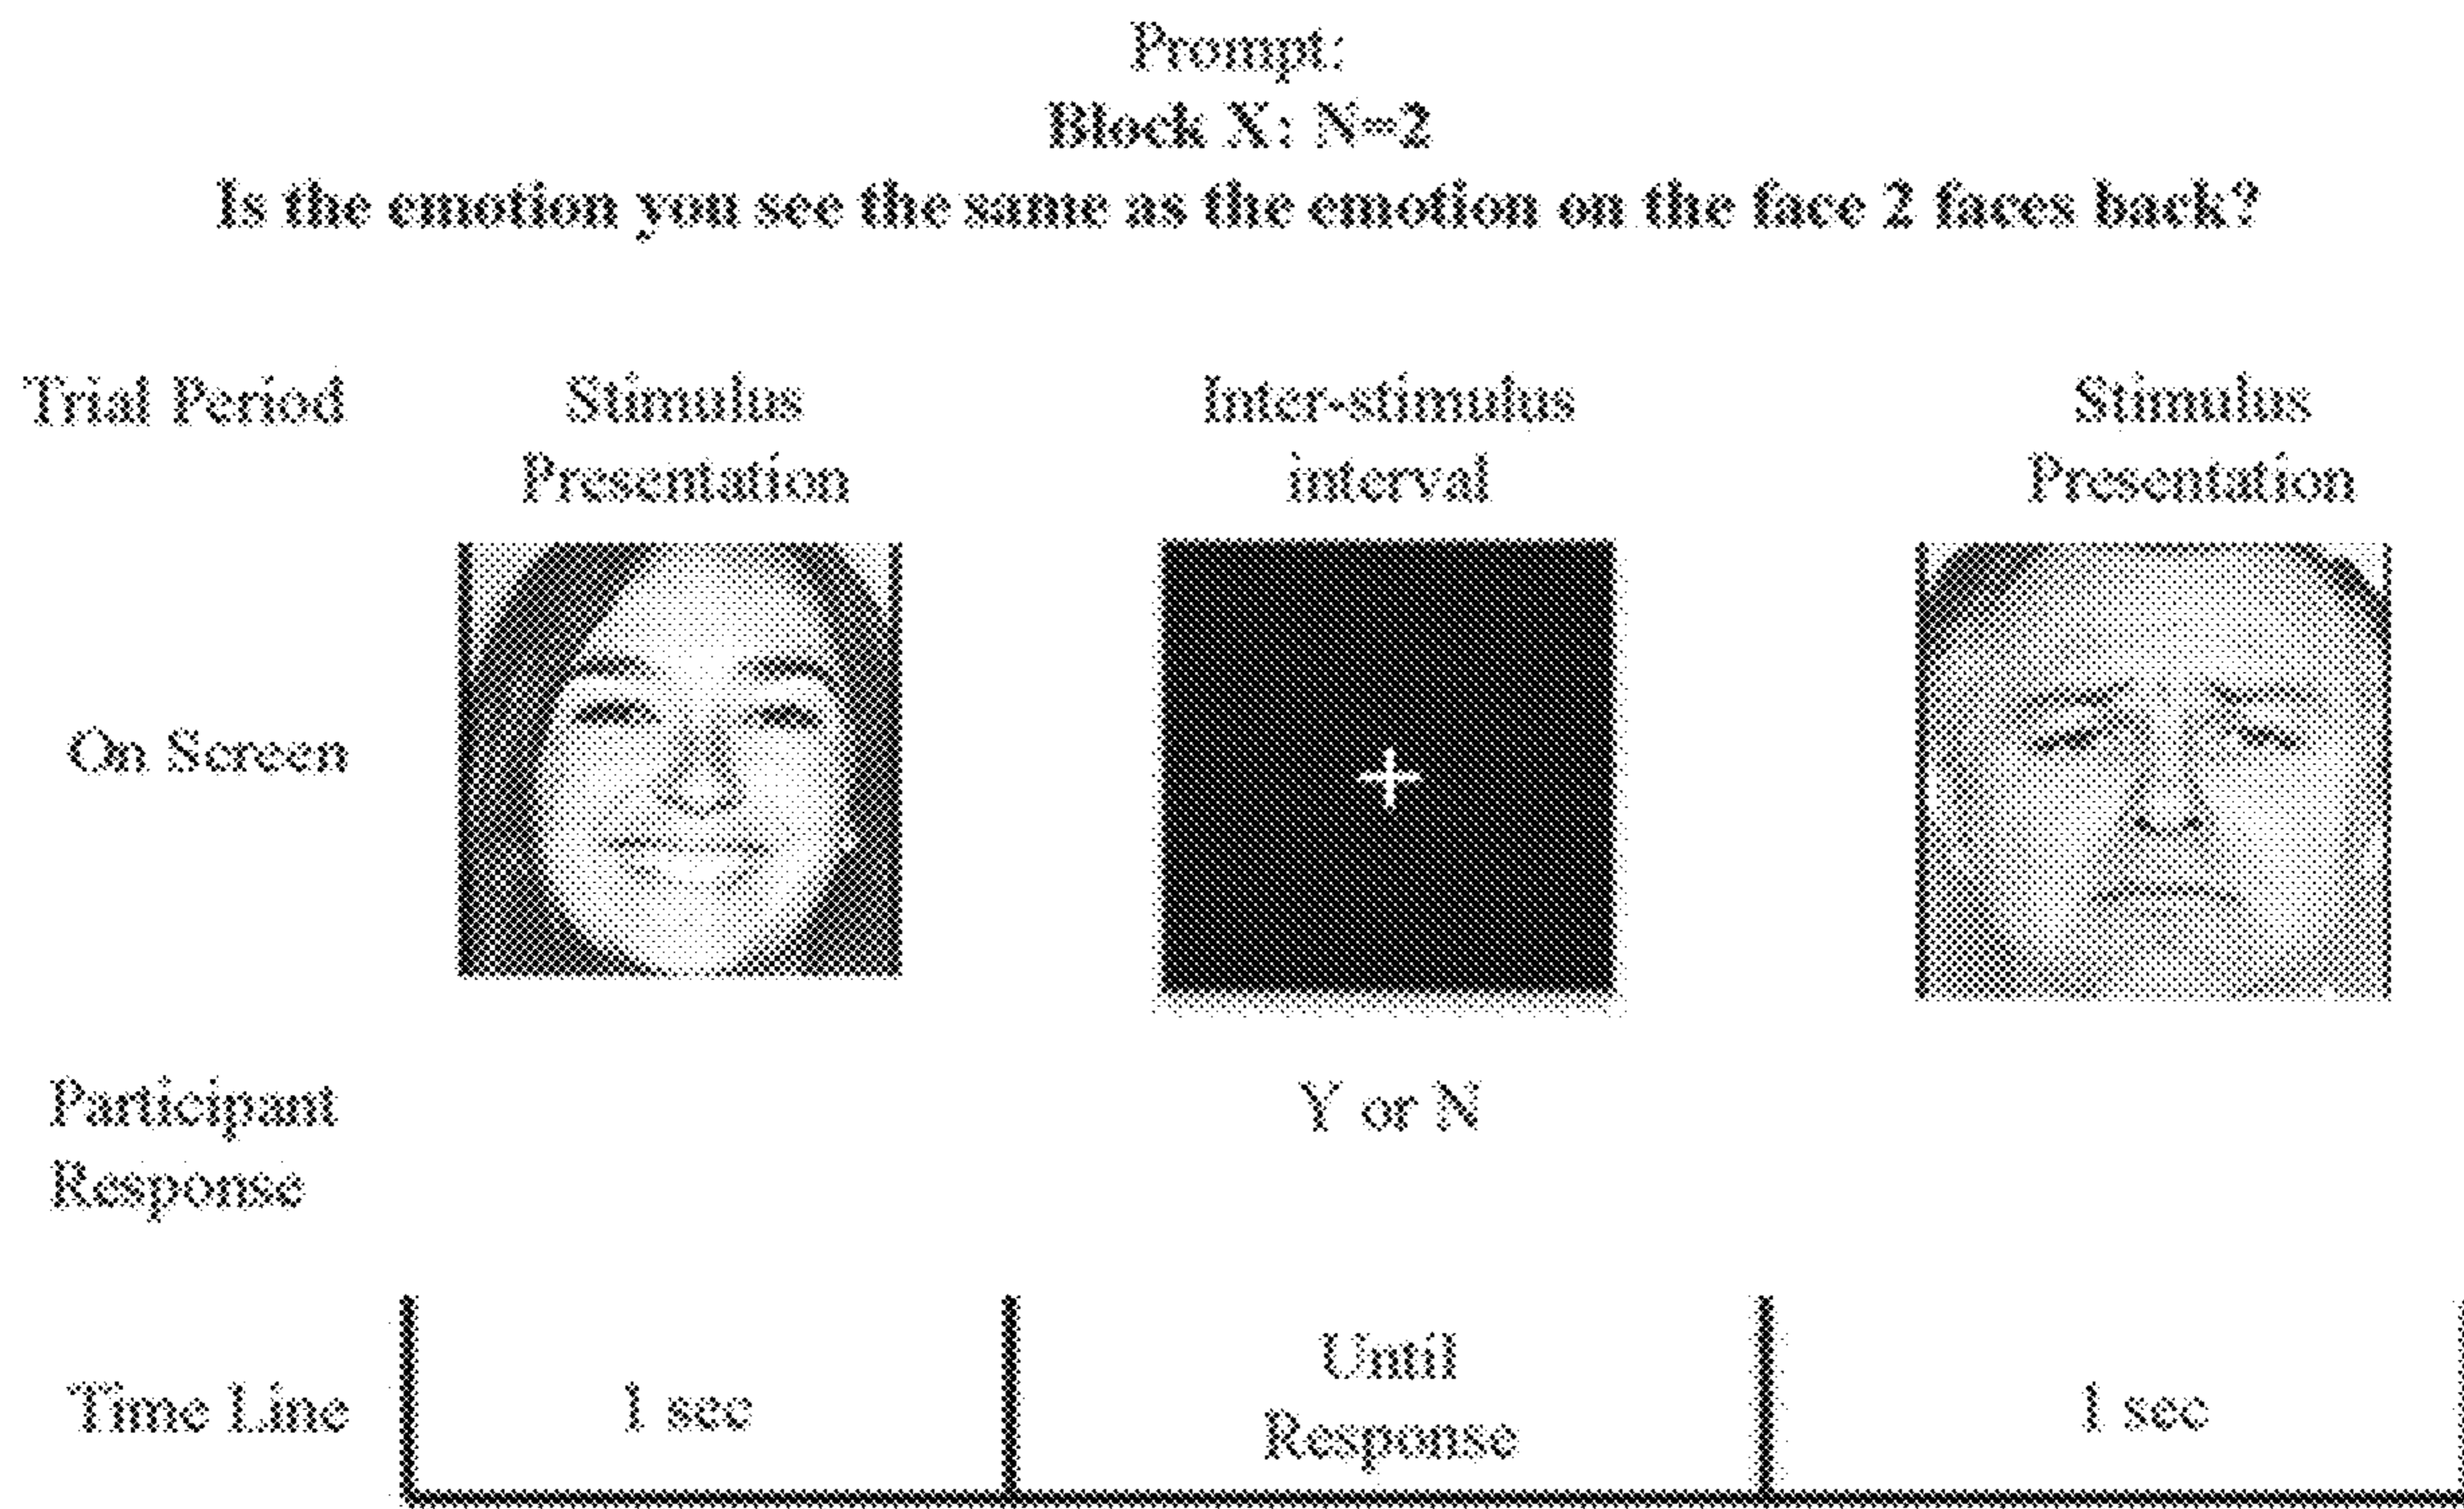 Prompt:
Block X: N=2
Is the emotion you see the same as the emotion on the face 2 faces back?
Trial Period
Stimulus
Presentation
Inter-stimulus
interval
Stimulus
Presentation
On Screen
Participant
Response
Y or N
Time Line
1 sec
Until
Response
1 sec